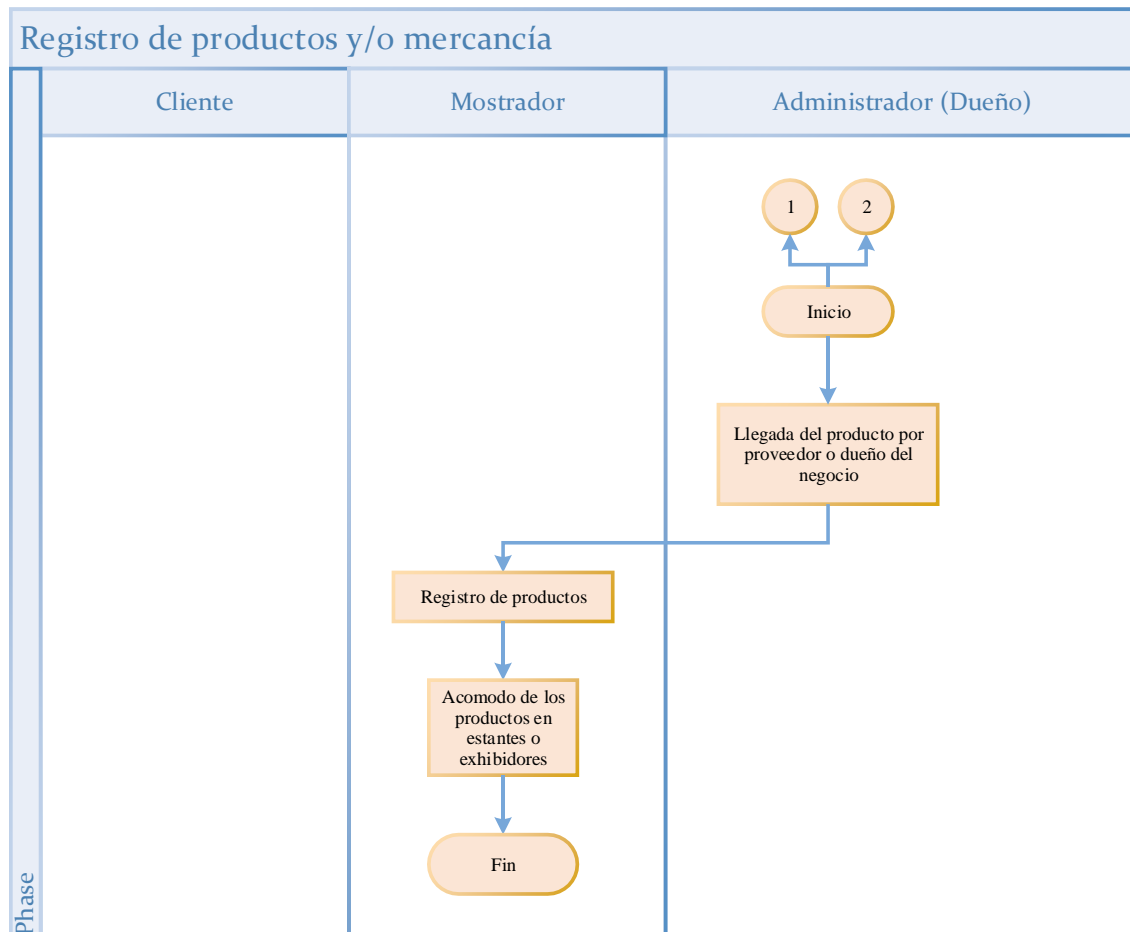 Registro de productos y/o mercancía
Cliente
Mostrador
Administrador (Dueño)
1
2
Inicio
Llegada del producto por
proveedor o dueño del
negocio
Registro de productos
Acomodo de los
productos en
estantes o
exhibidores
Fin
Phase